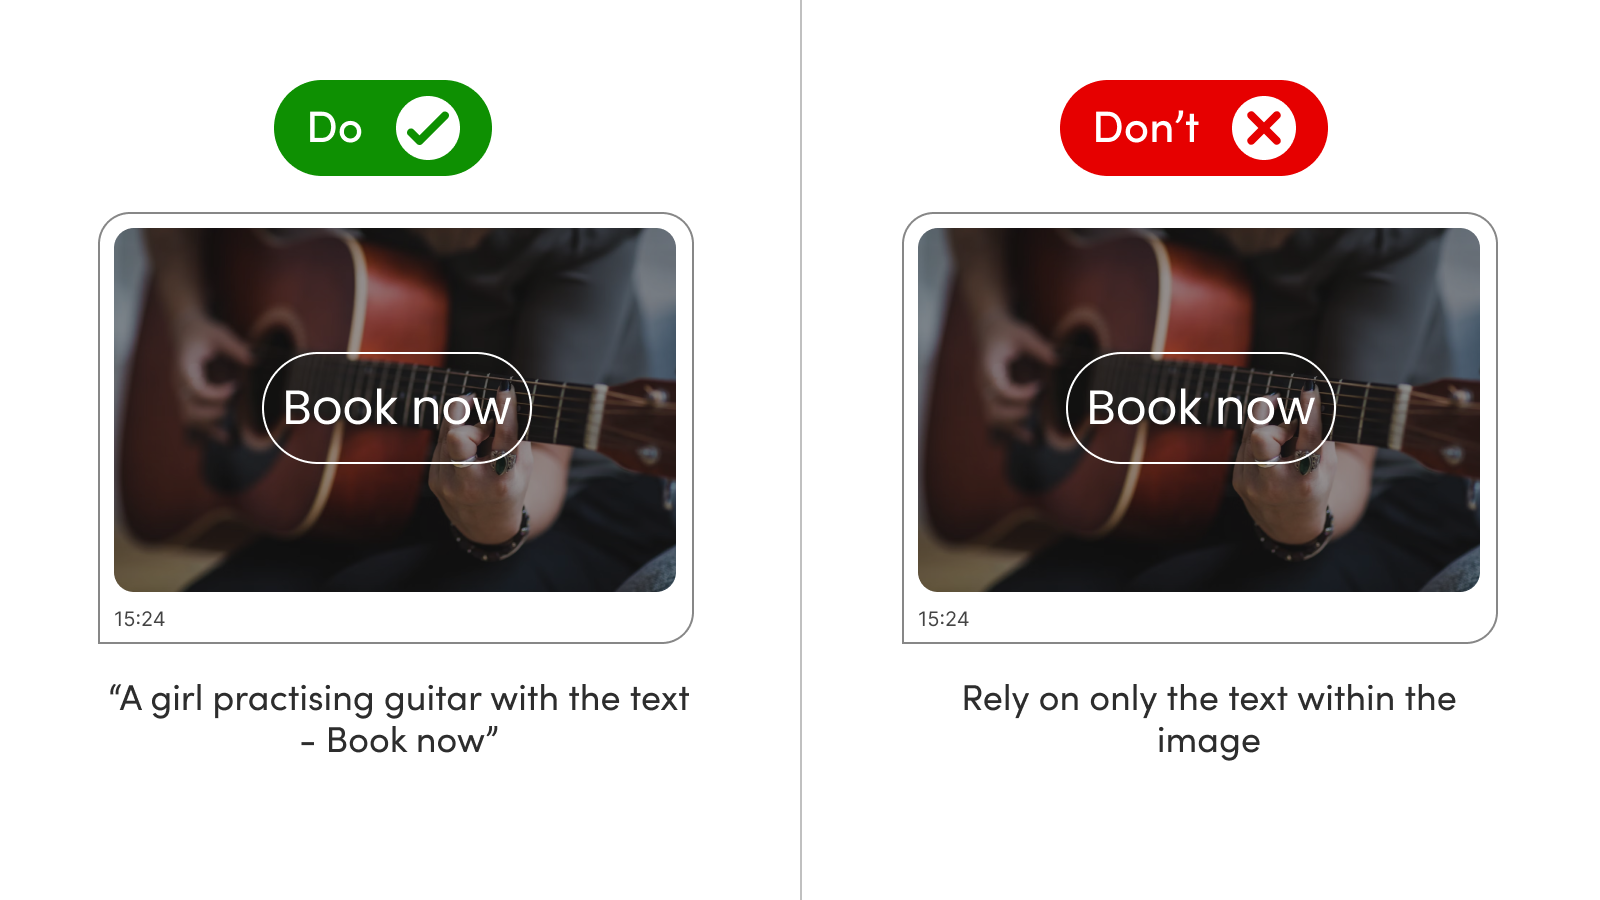 Do
Book now
15:24
“A girl practising guitar with the text
- Book now”
Don’t
Book now
15:24
Rely on only the text within the
image